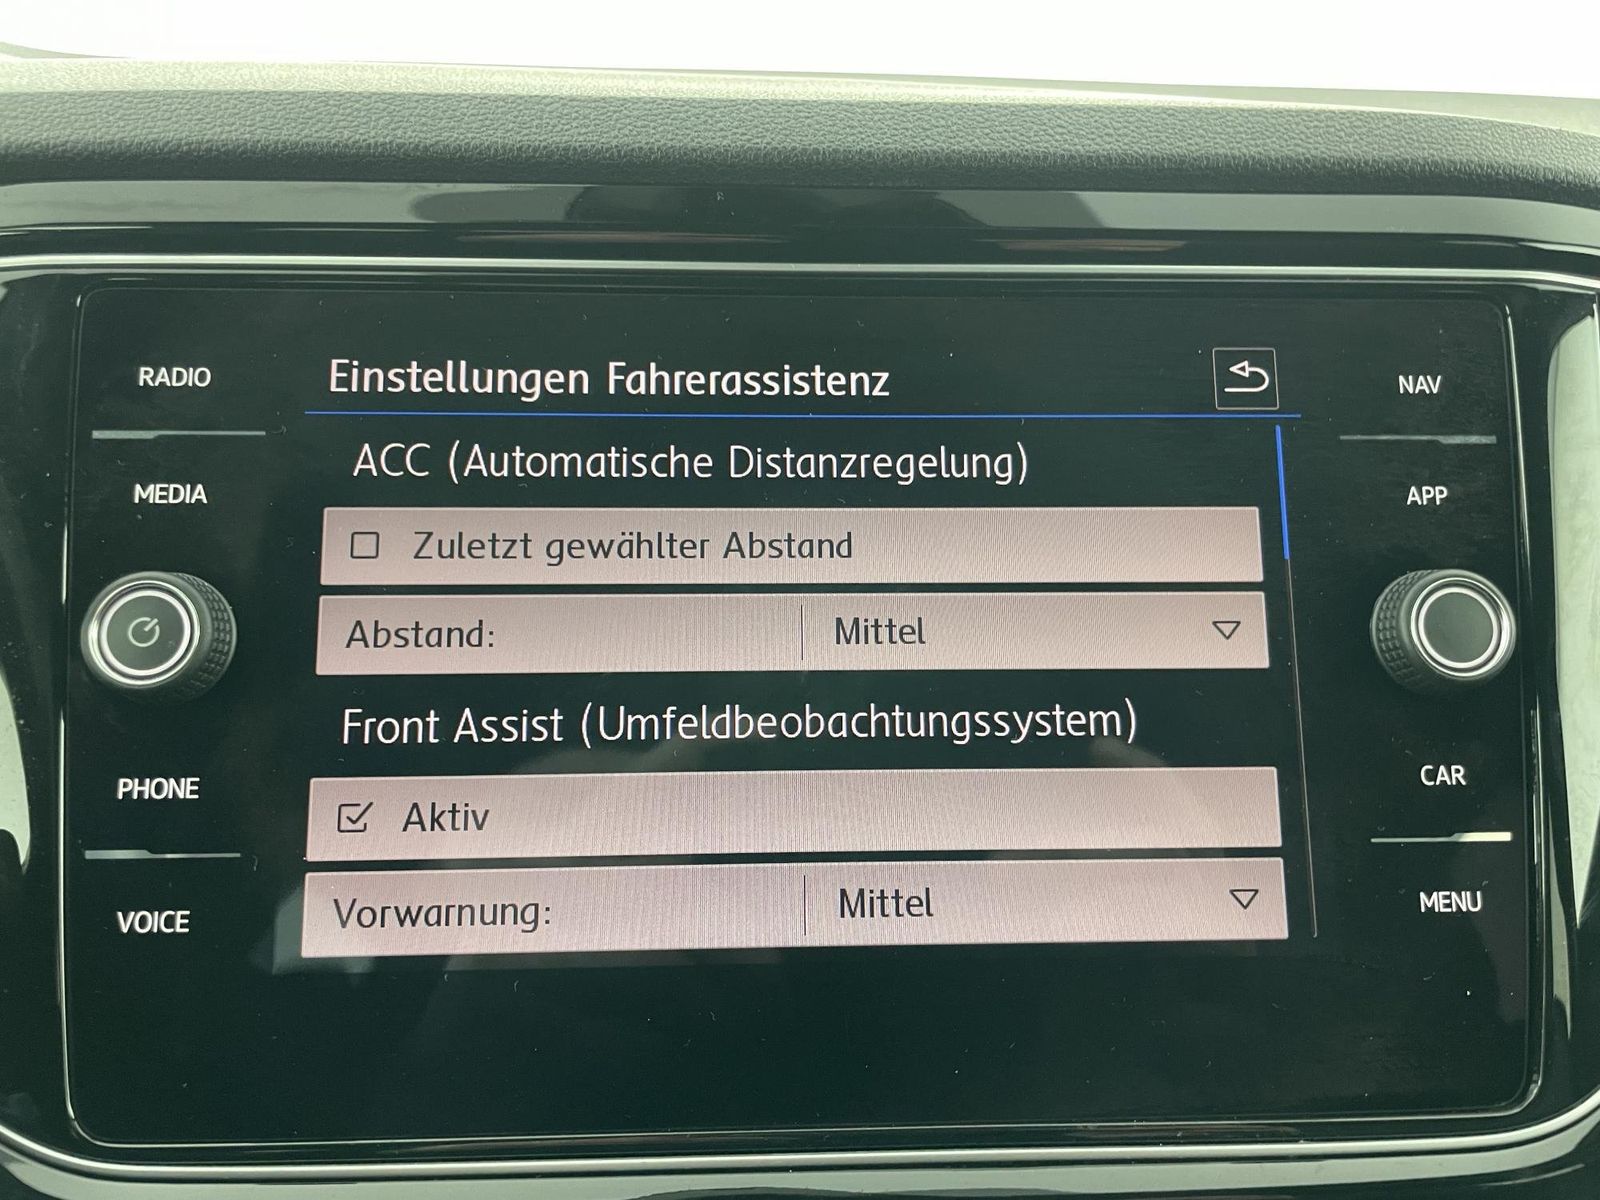 RADIO
MEDIA
PHONE
VOICE
Einstellungen Fahrerassistenz
ACC (Automatische Distanzregelung)
Zuletzt gewählter Abstand
Abstand: Mittel
Front Assist (Umfeldbeobachtungssystem)
Aktiv
Vorwarnung: Mittel
NAV
APP
CAR
MENU